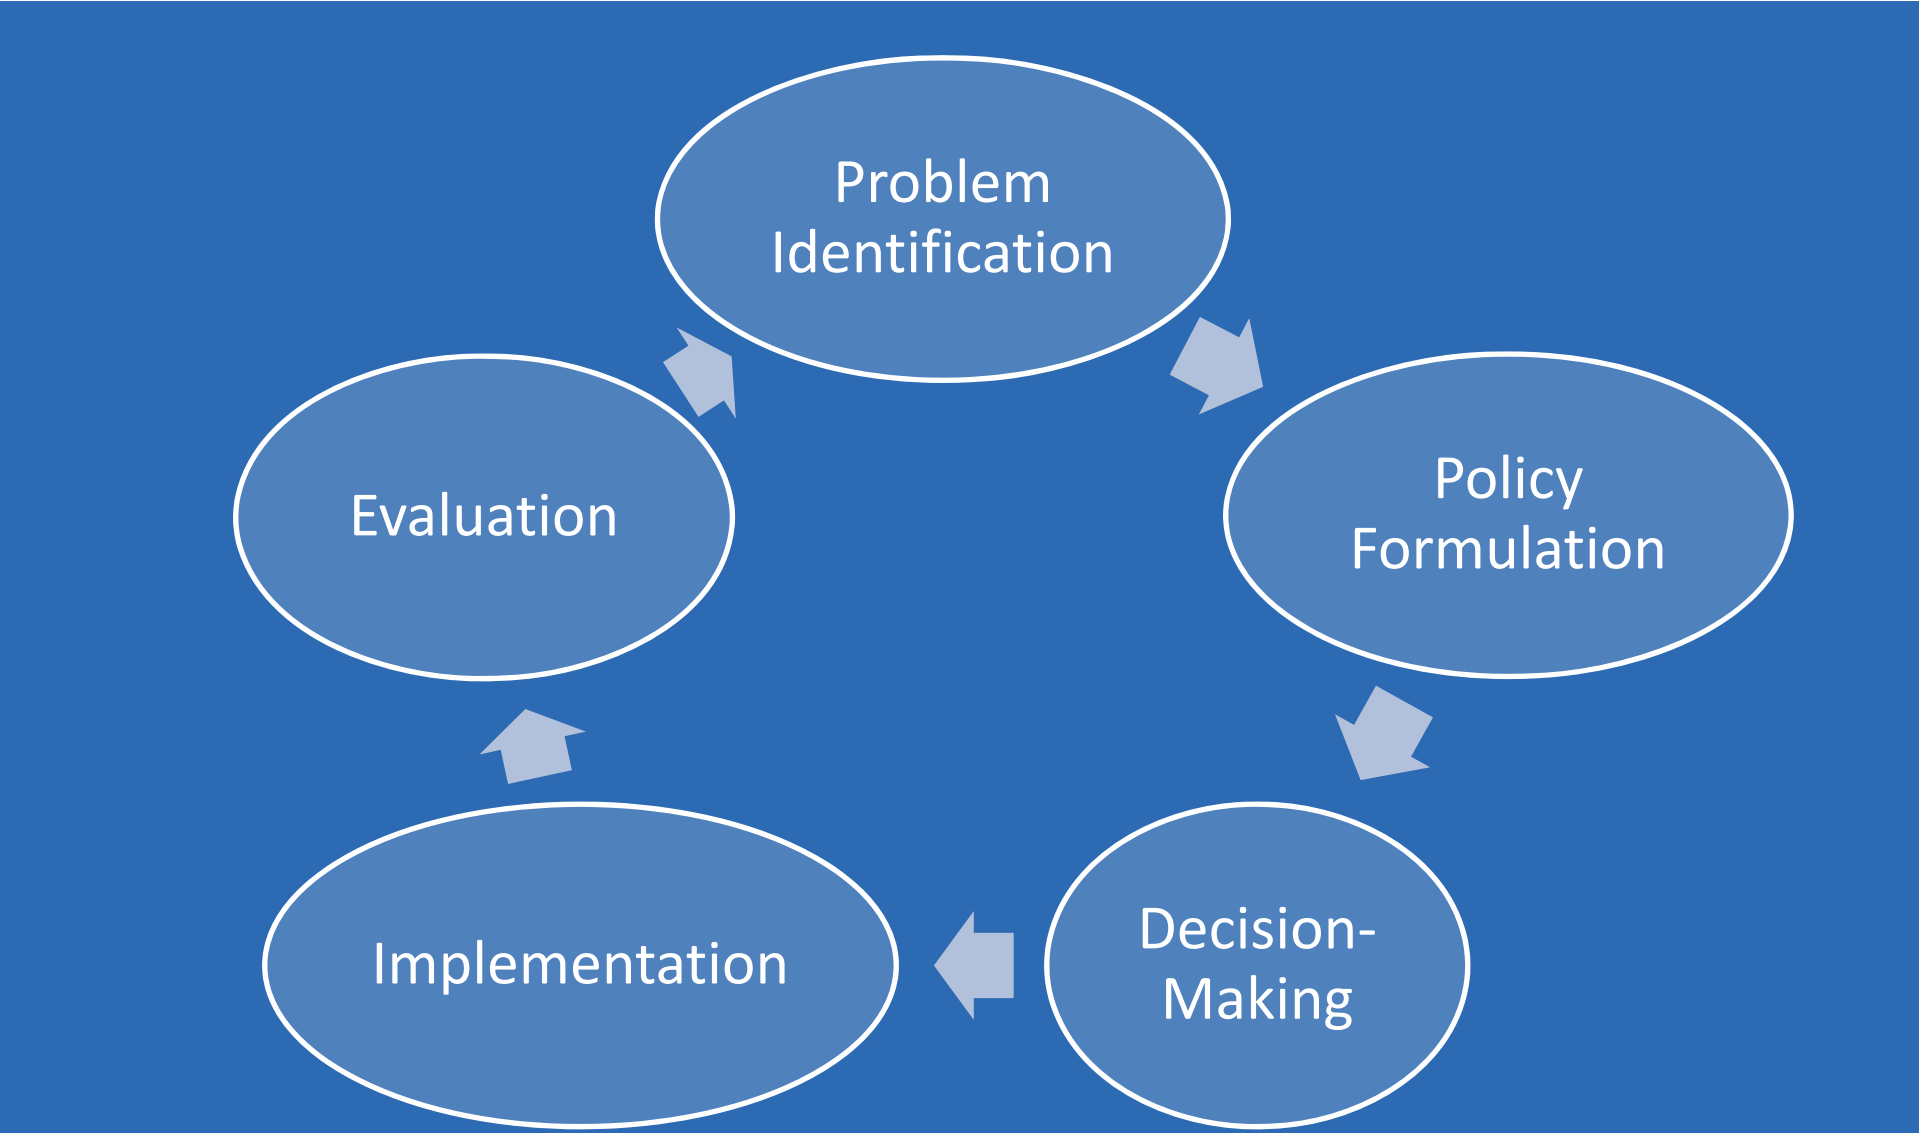 Problem
Identification
Policy
Formulation
Decision-
Making
Implementation
Evaluation